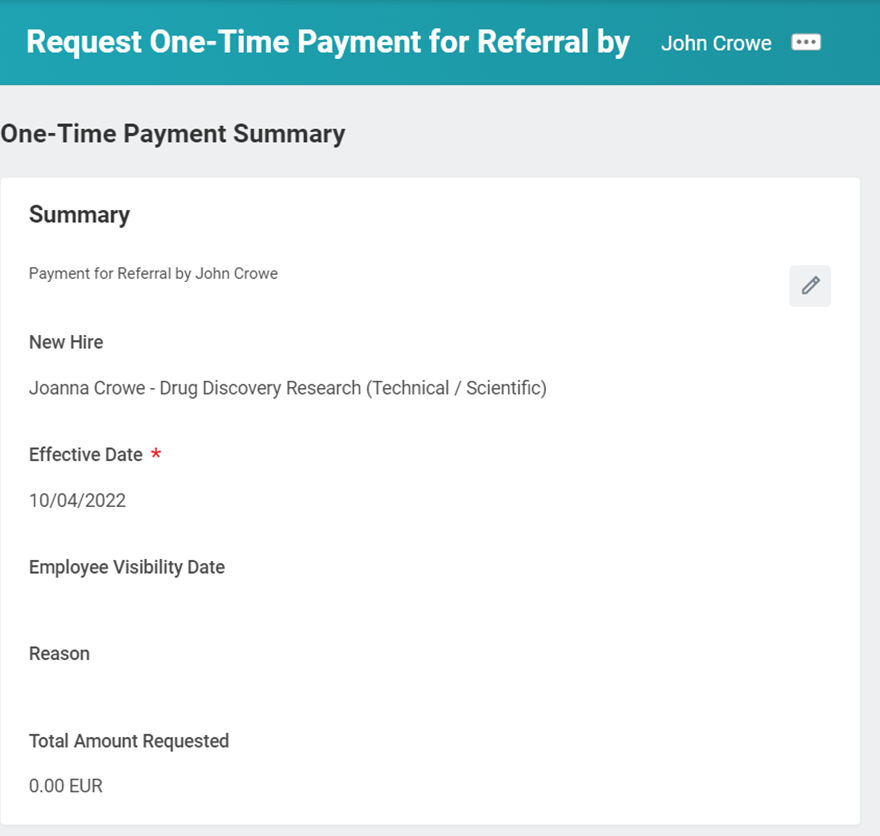 Request One-Time Payment for Referral by John Crowe
One-Time Payment Summary
Summary
Payment for Referral by John Crowe
New Hire
Joanna Crowe - Drug Discovery Research (Technical / Scientific)
Effective Date *
10/04/2022
Employee Visibility Date
Reason
Total Amount Requested
0.00 EUR